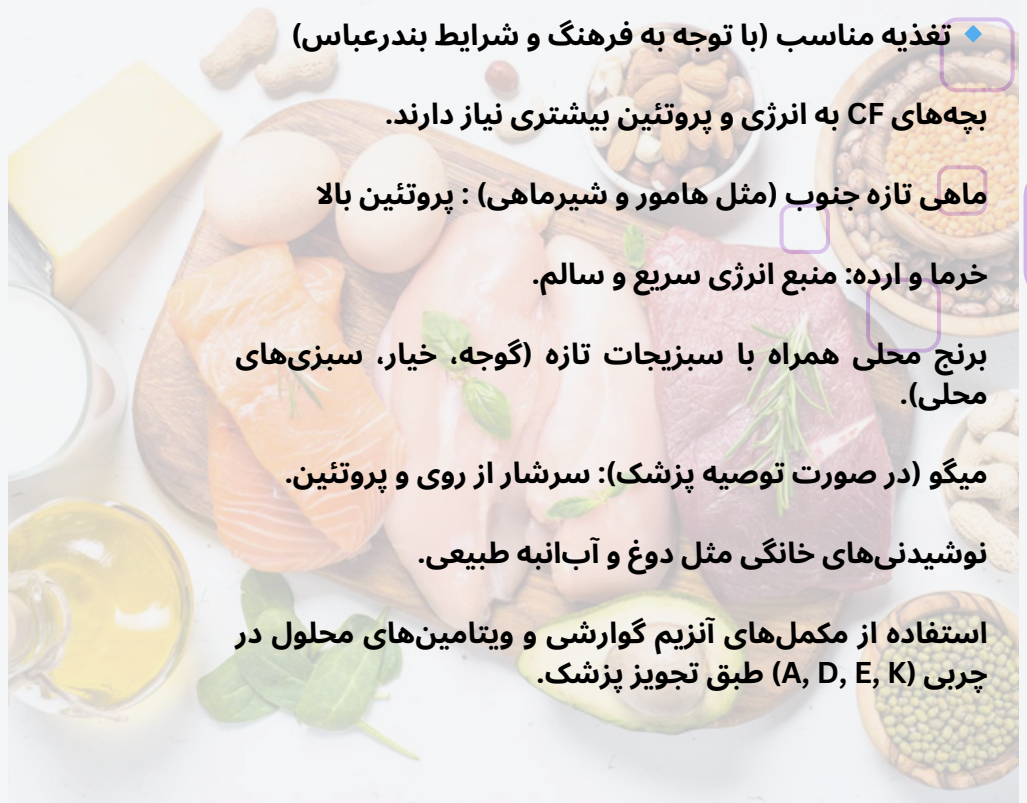 🔹 تغذیه مناسب (با توجه به فرهنگ و شرایط بندرعباس)
بچه‌های CF به انرژی و پروتئین بیشتری نیاز دارند.
ماهی تازه جنوب (مثل هامور و شیرماهی) : پروتئین بالا
خرما و ارده: منبع انرژی سریع و سالم.
برنج محلی همراه با سبزیجات تازه (گوجه، خیار، سبزی‌های
محلی).
میگو (در صورت توصیه پزشک): سرشار از روی و پروتئین.
نوشیدنی‌های خانگی مثل دوغ و آب‌انبه طبیعی.
استفاده از مکمل‌های آنزیم گوارشی و ویتامین‌های محلول در
چربی (A, D, E, K) طبق تجویز پزشک.